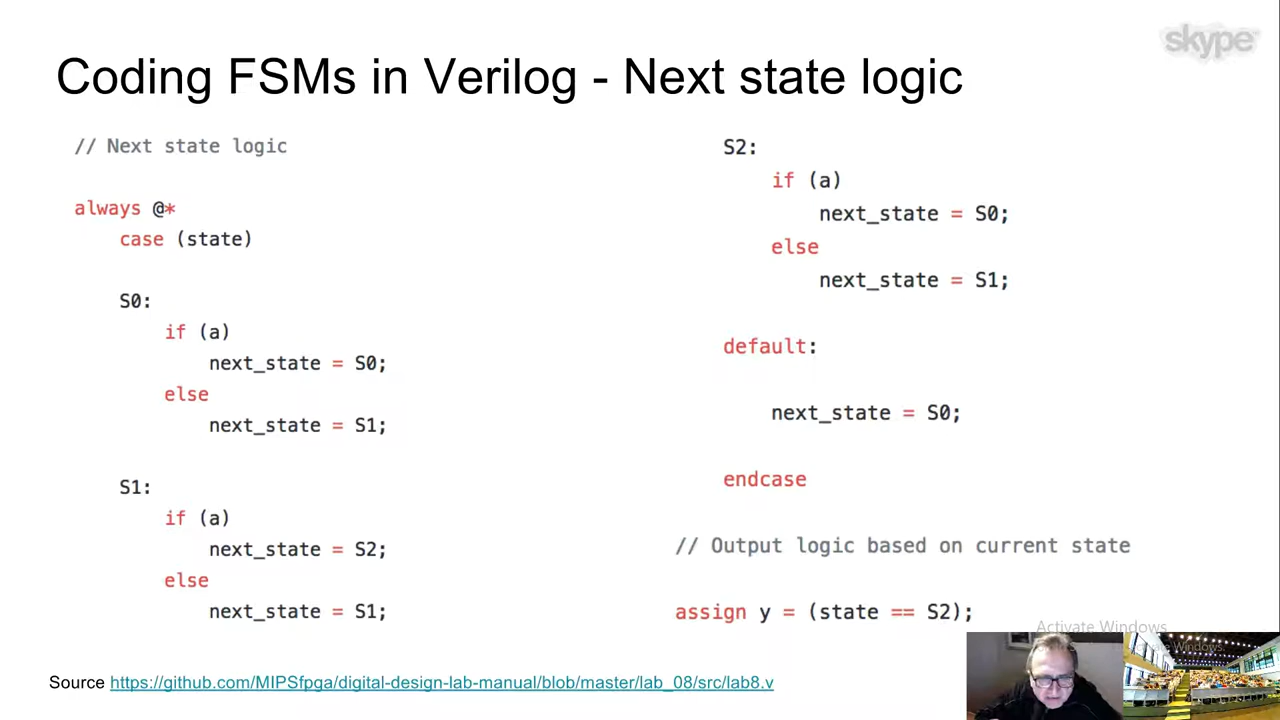 skype
Coding FSMs in Verilog - Next state logic
// Next state logic
always @*
case (state)
S0:
if (a)
next_state = S0;
else
next_state = S1;
S1:
if (a)
next_state = S2;
else
next_state = S1;
S2:
if (a)
next_state = S0;
else
next_state = S1;
default:
next_state = S0;
endcase
// Output logic based on current state
assign y = (state == S2);
Activate Windows
Windows.
Source https://github.com/MIPSfpga/digital-design-lab-manual/blob/master/lab_08/src/lab8.v